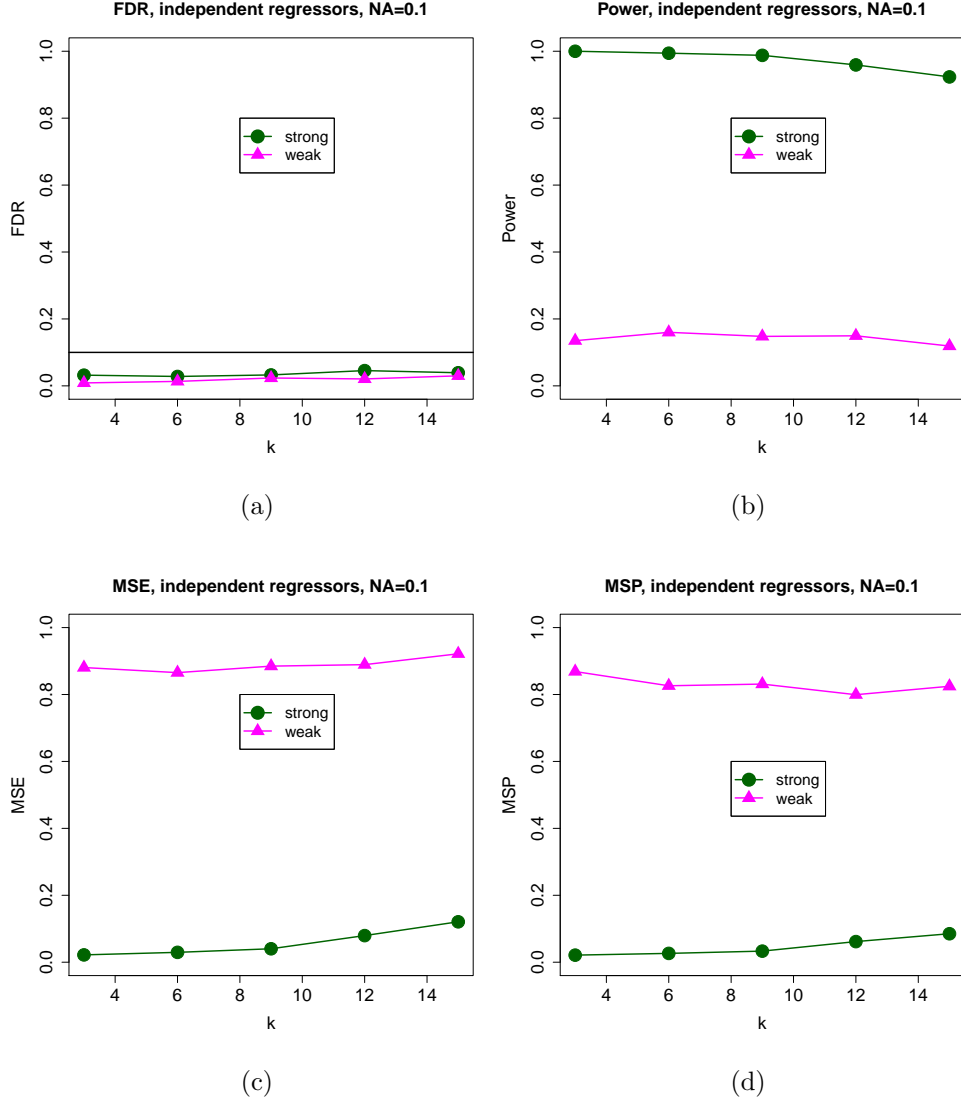 FDR, independent regressors, NA=0.1
FDR
0.0 0.2 0.4 0.6 0.8 1.0
strong
weak
4 6 8 10 12 14
k
(a)
Power, independent regressors, NA=0.1
Power
0.0 0.2 0.4 0.6 0.8 1.0
strong
weak
4 6 8 10 12 14
k
(b)
MSE, independent regressors, NA=0.1
MSE
0.0 0.2 0.4 0.6 0.8 1.0
strong
weak
4 6 8 10 12 14
k
(c)
MSP, independent regressors, NA=0.1
MSP
0.0 0.2 0.4 0.6 0.8 1.0
strong
weak
4 6 8 10 12 14
k
(d)